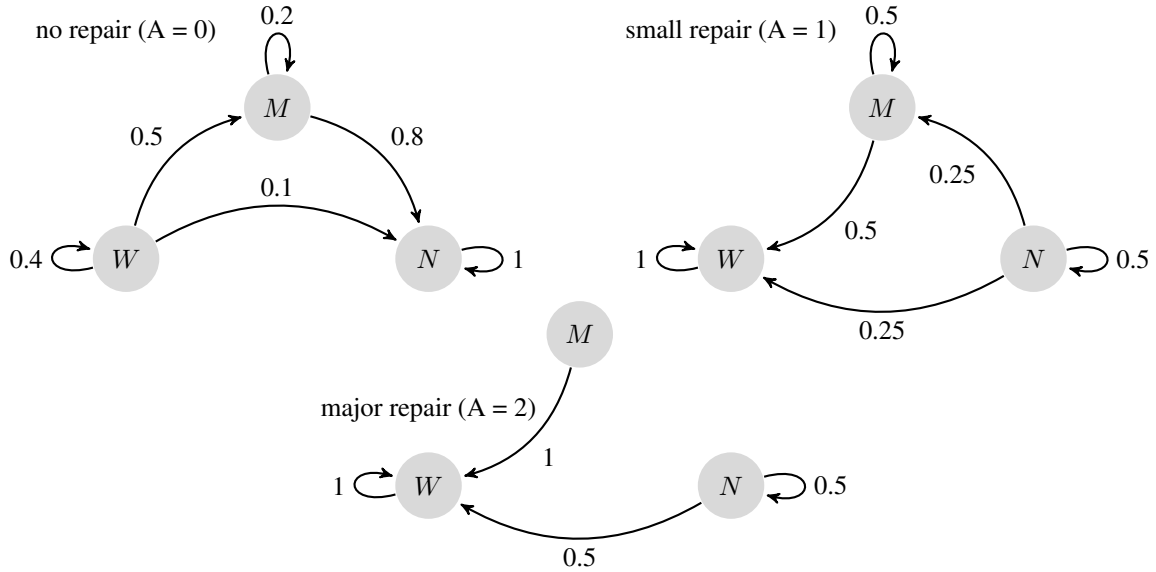 no repair (A = 0)
0.2
M
0.5
0.8
0.1
0.4
W
N
1
small repair (A = 1)
0.5
M
0.25
0.5
1
W
N
0.5
0.25
M
major repair (A = 2)
1
1
W
N
0.5
0.5